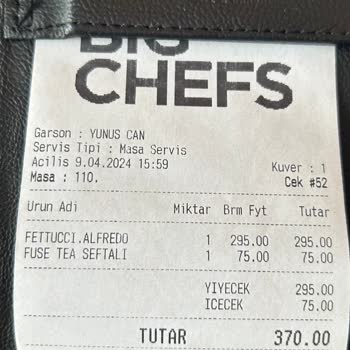 BIG
CHEFS
Garson : YUNUS CAN
Servis Tipi : Masa Servis
Acilis 9.04.2024 15:59
Kuver : 1
Masa : 110.
Cek #52
Urun Adi Miktar Brm Fyt Tutar
FETTUCCI.ALFREDO 1 295.00 295.00
FUSE TEA SEFTALI 1 75.00 75.00
YIYECEK 295.00
ICECEK 75.00
TUTAR 370.00